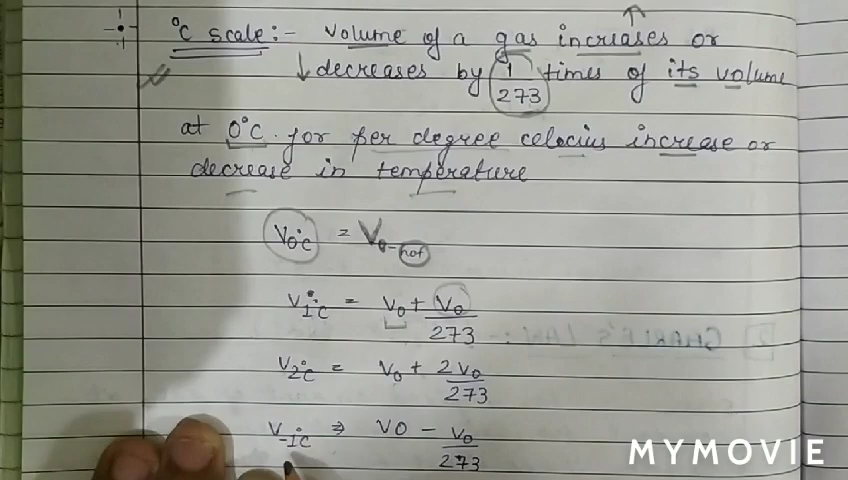 °C scale:- Volume of a gas increases or
↓decreases by 1/273 times of its volume
at 0°C for per degree celocius increase or
decrease in temperature
V0°C = V0-not
V1°C = V0 + V0/273
V2°C = V0 + 2V0/273
V-1°C ⇒ V0 - V0/273
CHARLE'S LAW :-
MYMOVIE